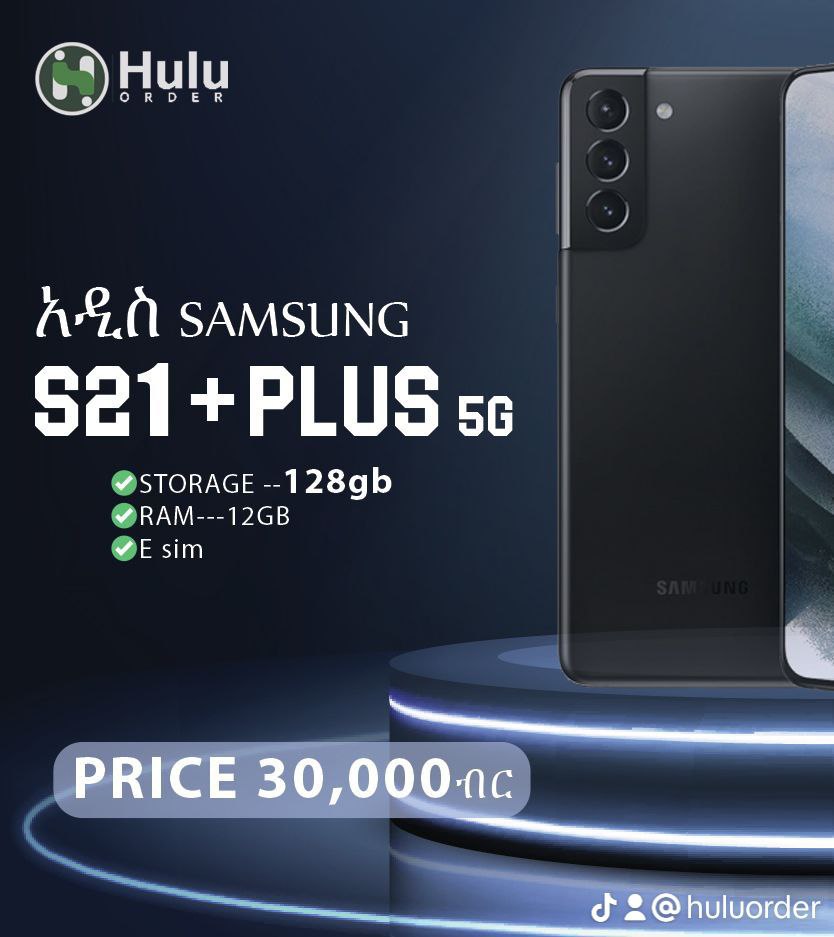 Hulu
ORDER
አዲስ SAMSUNG
S21+PLUS 5G
STORAGE --128gb
RAM---12GB
E sim
SAMSUNG
PRICE 30,000ብር
@huluorder